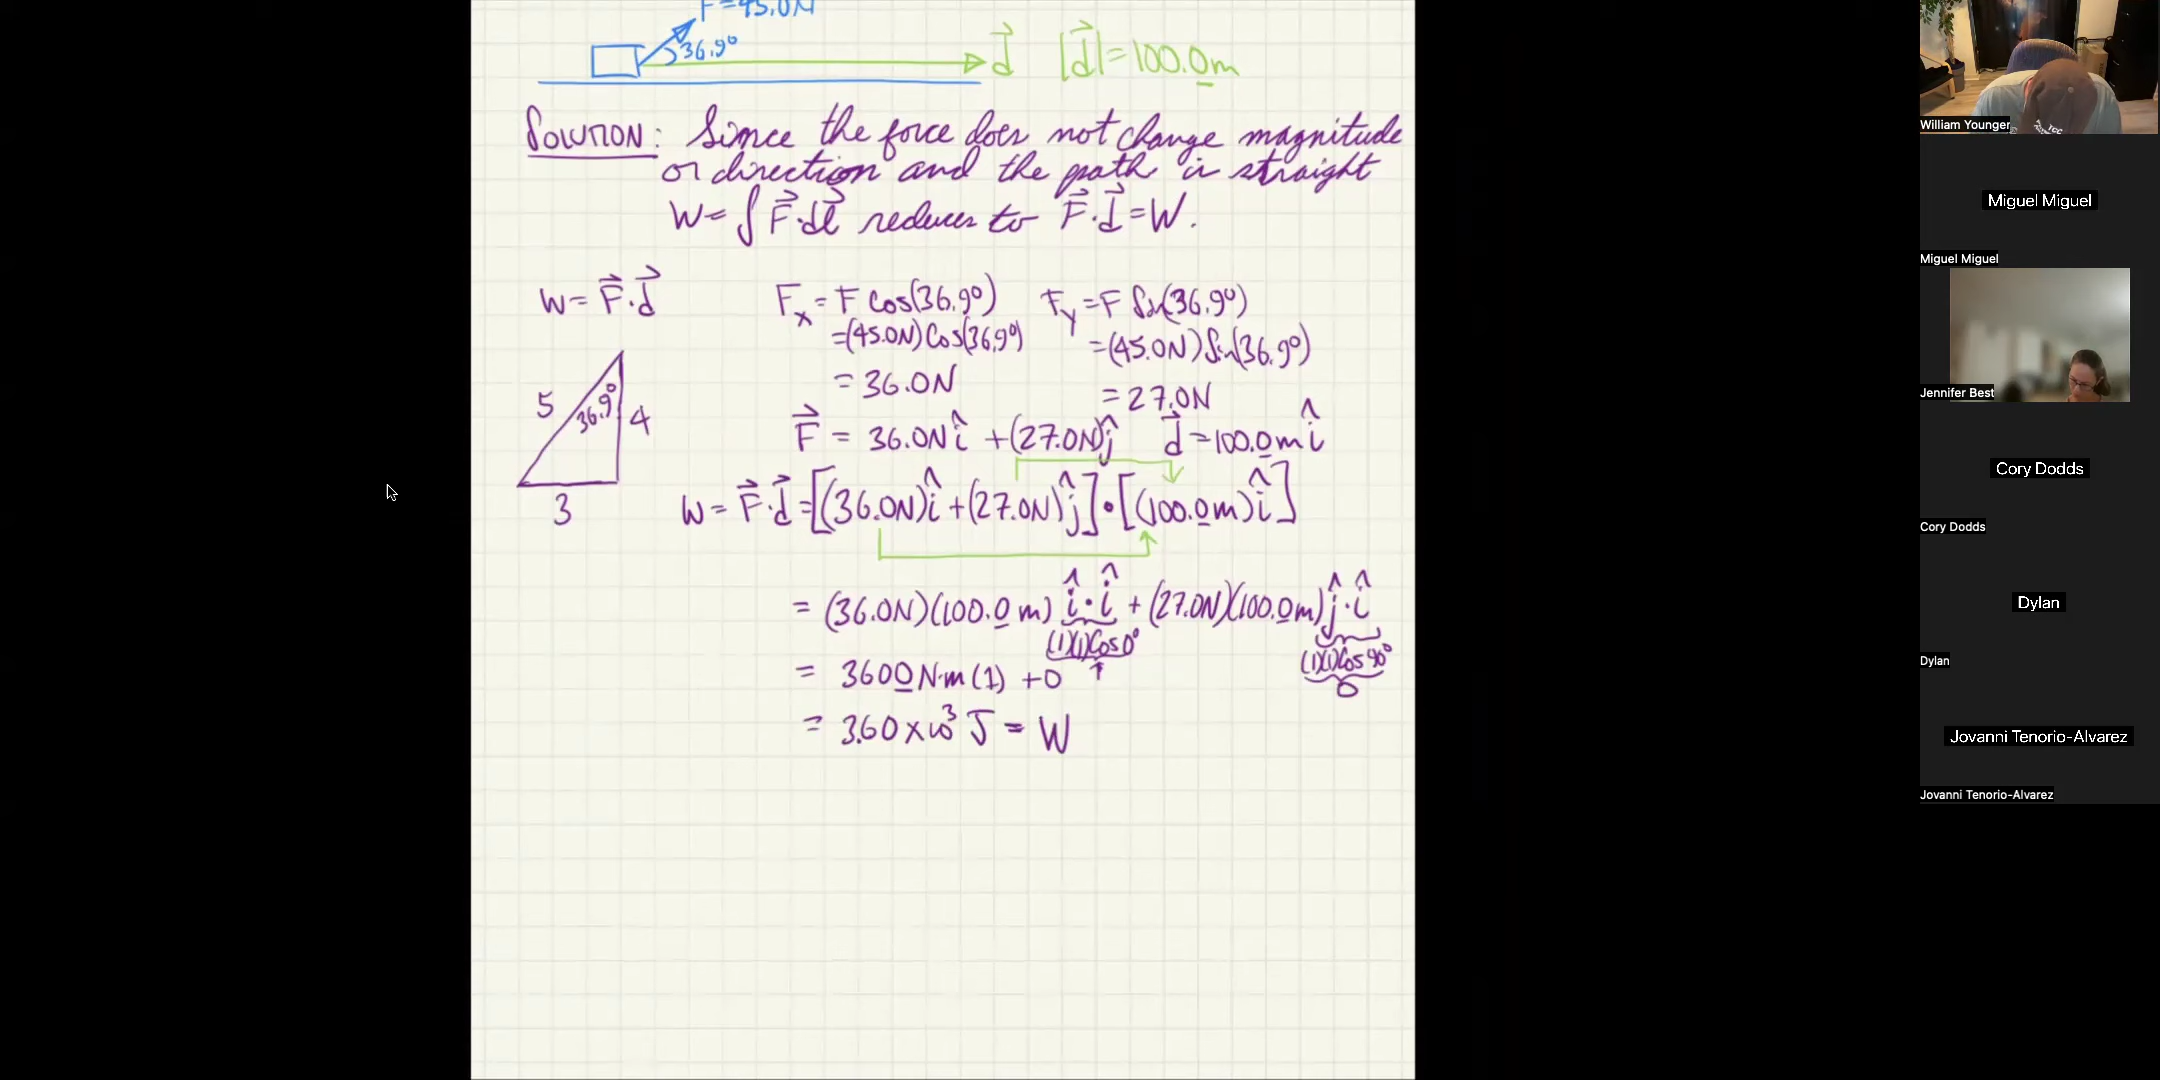 F = 45.0N
36.9°
d⃗ |d⃗| = 100.0m
SOLUTION: Since the force does not change magnitude
or direction and the path is straight
W = ∫ F⃗·dl⃗ reduces to F⃗·d⃗ = W.
W = F⃗·d⃗
Fx = F Cos(36.9°)
= (45.0N) Cos(36.9°)
= 36.0N
Fy = F Sin(36.9°)
= (45.0N) Sin(36.9°)
= 27.0N
5 36.9° 4
3
F⃗ = 36.0N î + (27.0N)ĵ d⃗ = 100.0m î
W = F⃗·d⃗ = [(36.0N)î + (27.0N)ĵ]·[(100.0m)î]
= (36.0N)(100.0m) î·î + (27.0N)(100.0m) ĵ·î
(1)(1)Cos0° (1)(1)Cos90°
= 3600 N·m (1) + 0 0
= 3.60 × 10³ J = W
William Younger
Miguel Miguel
Miguel Miguel
Jennifer Best
Cory Dodds
Cory Dodds
Dylan
Dylan
Jovanni Tenorio-Alvarez
Jovanni Tenorio-Alvarez